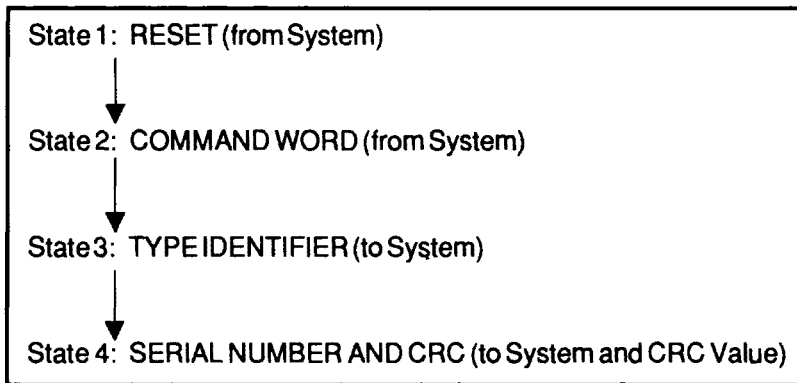 State 1: RESET (from System)
State 2: COMMAND WORD (from System)
State 3: TYPE IDENTIFIER (to System)
State 4: SERIAL NUMBER AND CRC (to System and CRC Value)